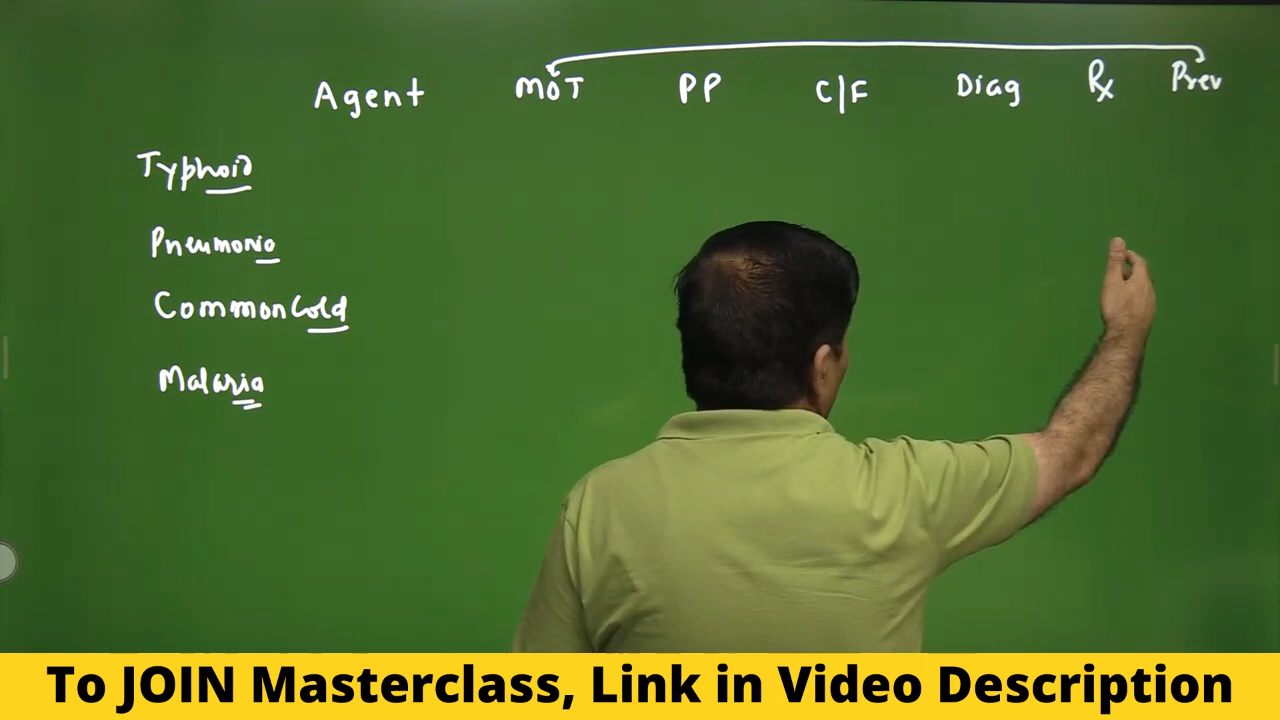 Agent MOT PP C/F Diag Rx Prev
Typhoid
Pneumonia
Common Cold
Malaria
To JOIN Masterclass, Link in Video Description